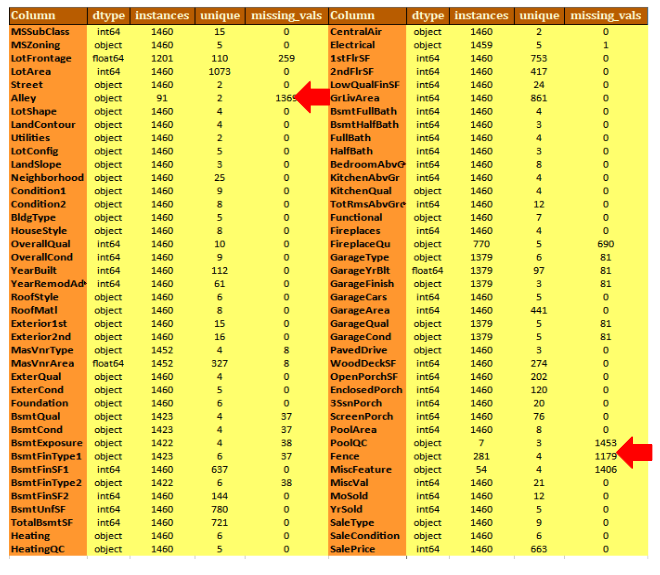 Column dtype instances unique missing_vals Column dtype instances unique missing_vals
MSSubClass int64 1460 15 0 CentralAir object 1460 2 0
MSZoning object 1460 5 0 Electrical object 1459 5 1
LotFrontage float64 1201 110 259 1stFlrSF int64 1460 753 0
LotArea int64 1460 1073 0 2ndFlrSF int64 1460 417 0
Street object 1460 2 0 LowQualFinSF int64 1460 24 0
Alley object 91 2 1369 GrLivArea int64 1460 861 0
LotShape object 1460 4 0 BsmtFullBath int64 1460 4 0
LandContour object 1460 4 0 BsmtHalfBath int64 1460 3 0
Utilities object 1460 2 0 FullBath int64 1460 4 0
LotConfig object 1460 5 0 HalfBath int64 1460 3 0
LandSlope object 1460 3 0 BedroomAbvG int64 1460 8 0
Neighborhood object 1460 25 0 KitchenAbvGr int64 1460 4 0
Condition1 object 1460 9 0 KitchenQual object 1460 4 0
Condition2 object 1460 8 0 TotRmsAbvGr int64 1460 12 0
BldgType object 1460 5 0 Functional object 1460 7 0
HouseStyle object 1460 8 0 Fireplaces int64 1460 4 0
OverallQual int64 1460 10 0 FireplaceQu object 770 5 690
OverallCond int64 1460 9 0 GarageType object 1379 6 81
YearBuilt int64 1460 112 0 GarageYrBlt float64 1379 97 81
YearRemodAd int64 1460 61 0 GarageFinish object 1379 3 81
RoofStyle object 1460 6 0 GarageCars int64 1460 5 0
RoofMatl object 1460 8 0 GarageArea int64 1460 441 0
Exterior1st object 1460 15 0 GarageQual object 1379 5 81
Exterior2nd object 1460 16 0 GarageCond object 1379 5 81
MasVnrType object 1452 4 8 PavedDrive object 1460 3 0
MasVnrArea float64 1452 327 8 WoodDeckSF int64 1460 274 0
ExterQual object 1460 4 0 OpenPorchSF int64 1460 202 0
ExterCond object 1460 5 0 EnclosedPorch int64 1460 120 0
Foundation object 1460 6 0 3SsnPorch int64 1460 20 0
BsmtQual object 1423 4 37 ScreenPorch int64 1460 76 0
BsmtCond object 1423 4 37 PoolArea int64 1460 8 0
BsmtExposure object 1422 4 38 PoolQC object 7 3 1453
BsmtFinType1 object 1423 6 37 Fence object 281 4 1179
BsmtFinSF1 int64 1460 637 0 MiscFeature object 54 4 1406
BsmtFinType2 object 1422 6 38 MiscVal int64 1460 21 0
BsmtFinSF2 int64 1460 144 0 MoSold int64 1460 12 0
BsmtUnfSF int64 1460 780 0 YrSold int64 1460 5 0
TotalBsmtSF int64 1460 721 0 SaleType object 1460 9 0
Heating object 1460 6 0 SaleCondition object 1460 6 0
HeatingQC object 1460 5 0 SalePrice int64 1460 663 0